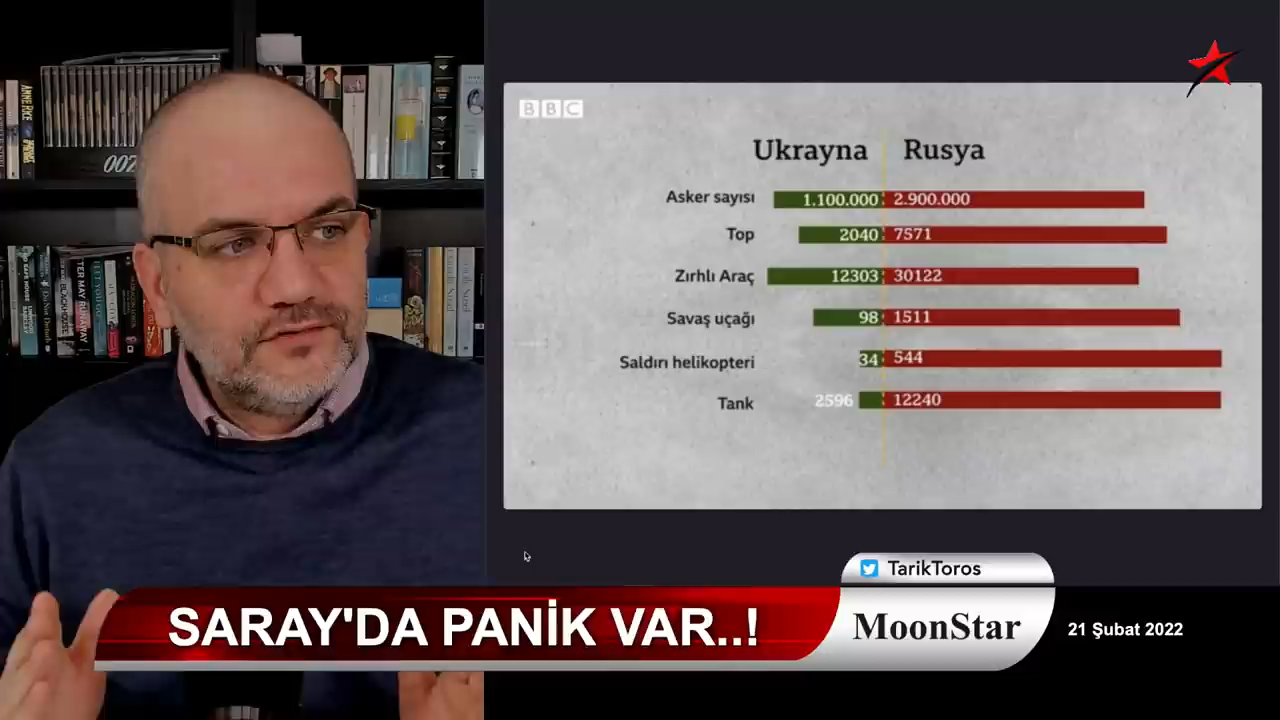 007
BBC
Ukrayna Rusya
Asker sayısı 1.100.000 2.900.000
Top 2040 7571
Zırhlı Araç 12303 30122
Savaş uçağı 98 1511
Saldırı helikopteri 34 544
Tank 2596 12240
TarikToros
SARAY'DA PANİK VAR..!
MoonStar
21 Şubat 2022